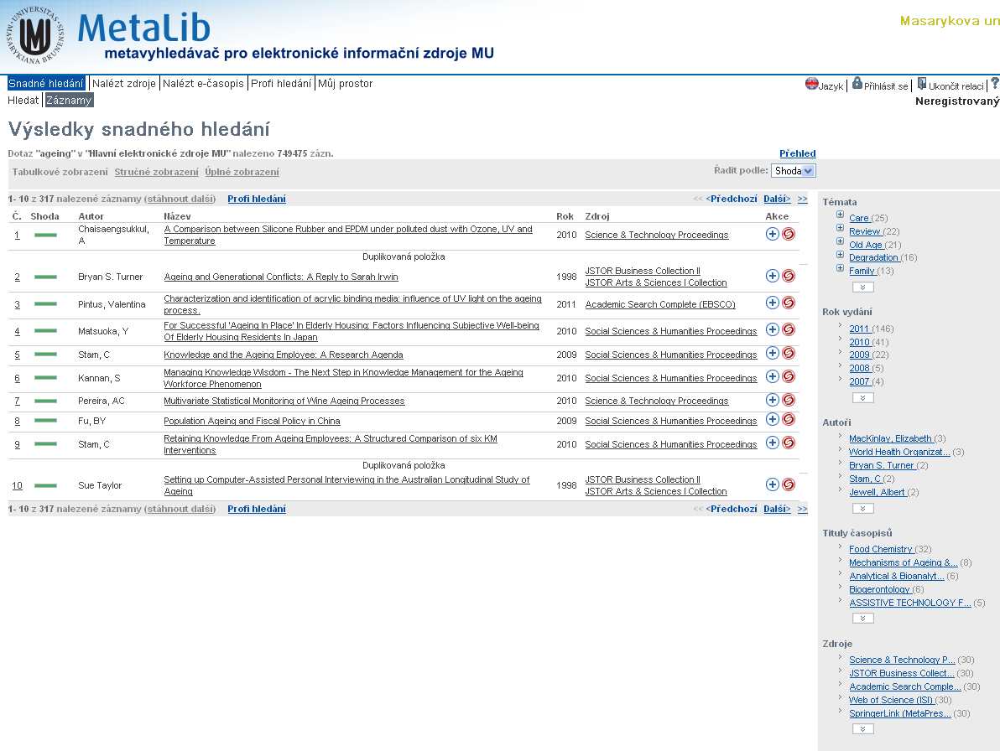 UNIVERSITAS MASARYKIANA BRUNENSIS
MU
MetaLib
metavyhledávač pro elektronické informační zdroje MU
Masarykova un
Snadné hledání Nalézt zdroje Nalézt e-časopis Profi hledání Můj prostor
Jazyk Přihlásit se Ukončit relaci ?
Hledat Záznamy
Neregistrovaný
Výsledky snadného hledání
Dotaz "ageing" v "Hlavní elektronické zdroje MU" nalezeno 749475 zázn.
Přehled
Tabulkové zobrazení Stručné zobrazení Úplné zobrazení
Řadit podle: Shoda
1- 10 z 317 nalezené záznamy (stáhnout další) Profi hledání << <Předchozí Další> >>
Č. Shoda Autor Název Rok Zdroj Akce
1 Chaisaengsukkul, A A Comparison between Silicone Rubber and EPDM under polluted dust with Ozone, UV and Temperature 2010 Science & Technology Proceedings
Duplikovaná položka
2 Bryan S. Turner Ageing and Generational Conflicts: A Reply to Sarah Irwin 1998 JSTOR Business Collection II
JSTOR Arts & Sciences I Collection
3 Pintus, Valentina Characterization and identification of acrylic binding media: influence of UV light on the ageing process. 2011 Academic Search Complete (EBSCO)
4 Matsuoka, Y For Successful 'Ageing In Place' In Elderly Housing: Factors Influencing Subjective Well-being Of Elderly Housing Residents In Japan 2010 Social Sciences & Humanities Proceedings
5 Stam, C Knowledge and the Ageing Employee: A Research Agenda 2009 Social Sciences & Humanities Proceedings
6 Kannan, S Managing Knowledge Wisdom - The Next Step in Knowledge Management for the Ageing Workforce Phenomenon 2010 Social Sciences & Humanities Proceedings
7 Pereira, AC Multivariate Statistical Monitoring of Wine Ageing Processes 2010 Science & Technology Proceedings
8 Fu, BY Population Ageing and Fiscal Policy in China 2009 Social Sciences & Humanities Proceedings
9 Stam, C Retaining Knowledge From Ageing Employees: A Structured Comparison of six KM Interventions 2010 Social Sciences & Humanities Proceedings
Duplikovaná položka
10 Sue Taylor Setting up Computer-Assisted Personal Interviewing in the Australian Longitudinal Study of Ageing 1998 JSTOR Business Collection II
JSTOR Arts & Sciences I Collection
1- 10 z 317 nalezené záznamy (stáhnout další) Profi hledání << <Předchozí Další> >>
Témata
Care (25)
Review (22)
Old Age (21)
Degradation (16)
Family (13)
Rok vydání
2011 (146)
2010 (41)
2009 (22)
2008 (5)
2007 (4)
Autoři
MacKinlay, Elizabeth (3)
World Health Organizat... (3)
Bryan S. Turner (2)
Stam, C (2)
Jewell, Albert (2)
Tituly časopisů
Food Chemistry (32)
Mechanisms of Ageing &... (8)
Analytical & Bioanalyt... (6)
Biogerontology (6)
ASSISTIVE TECHNOLOGY F... (5)
Zdroje
Science & Technology P... (30)
JSTOR Business Collect... (30)
Academic Search Comple... (30)
Web of Science (ISI) (30)
SpringerLink (MetaPres... (30)